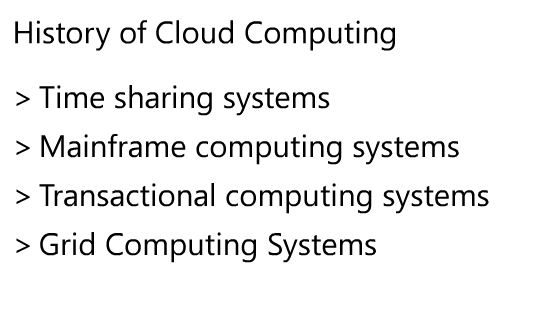 History of Cloud Computing
> Time sharing systems
> Mainframe computing systems
> Transactional computing systems
> Grid Computing Systems